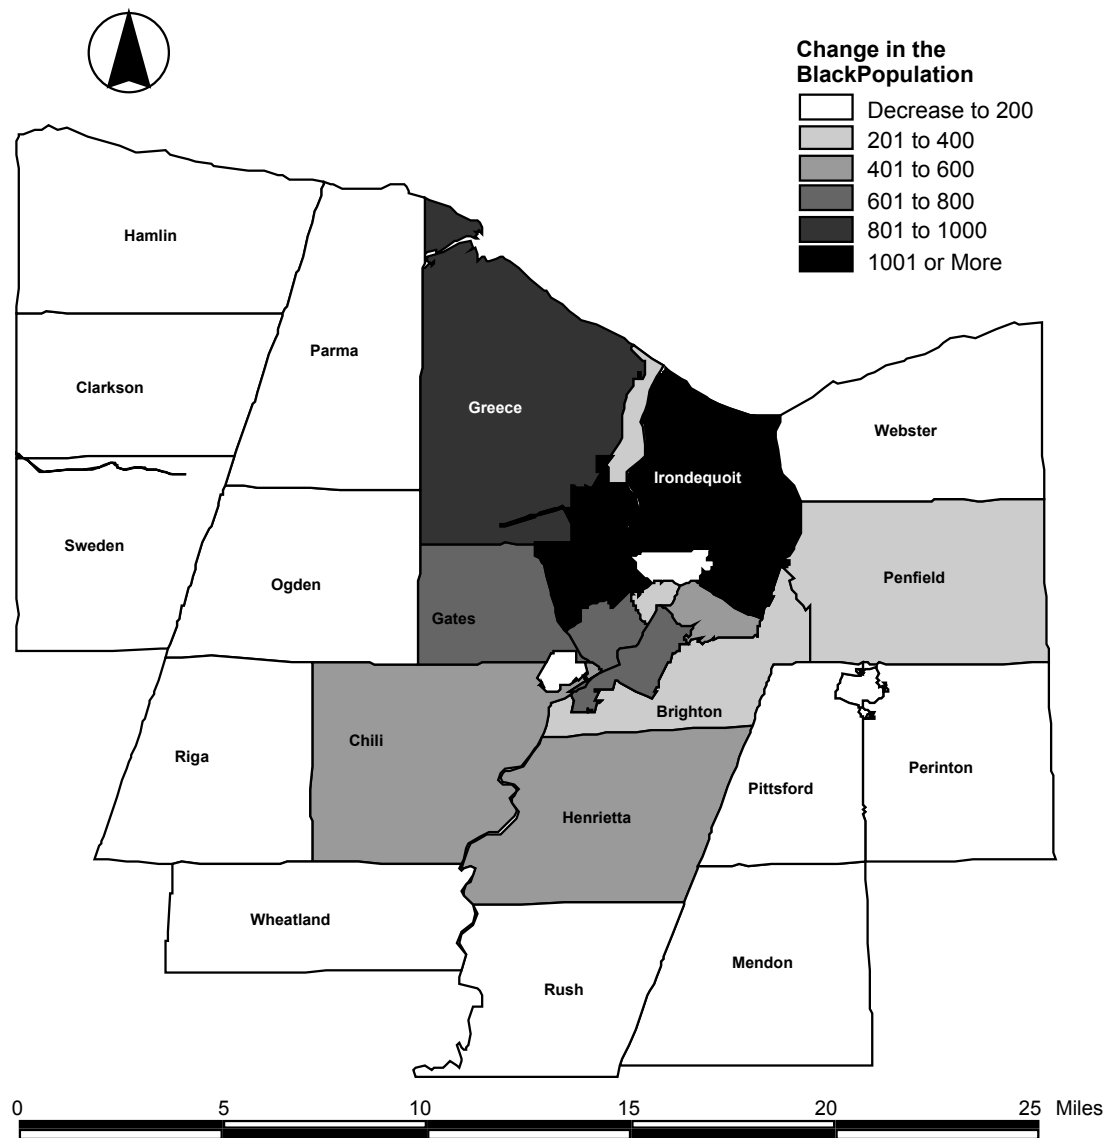 Change in the
BlackPopulation
Decrease to 200
201 to 400
401 to 600
601 to 800
801 to 1000
1001 or More
Hamlin
Parma
Clarkson
Greece
Webster
Irondequoit
Sweden
Ogden
Penfield
Gates
Brighton
Chili
Riga
Perinton
Pittsford
Henrietta
Wheatland
Mendon
Rush
0 5 10 15 20 25 Miles